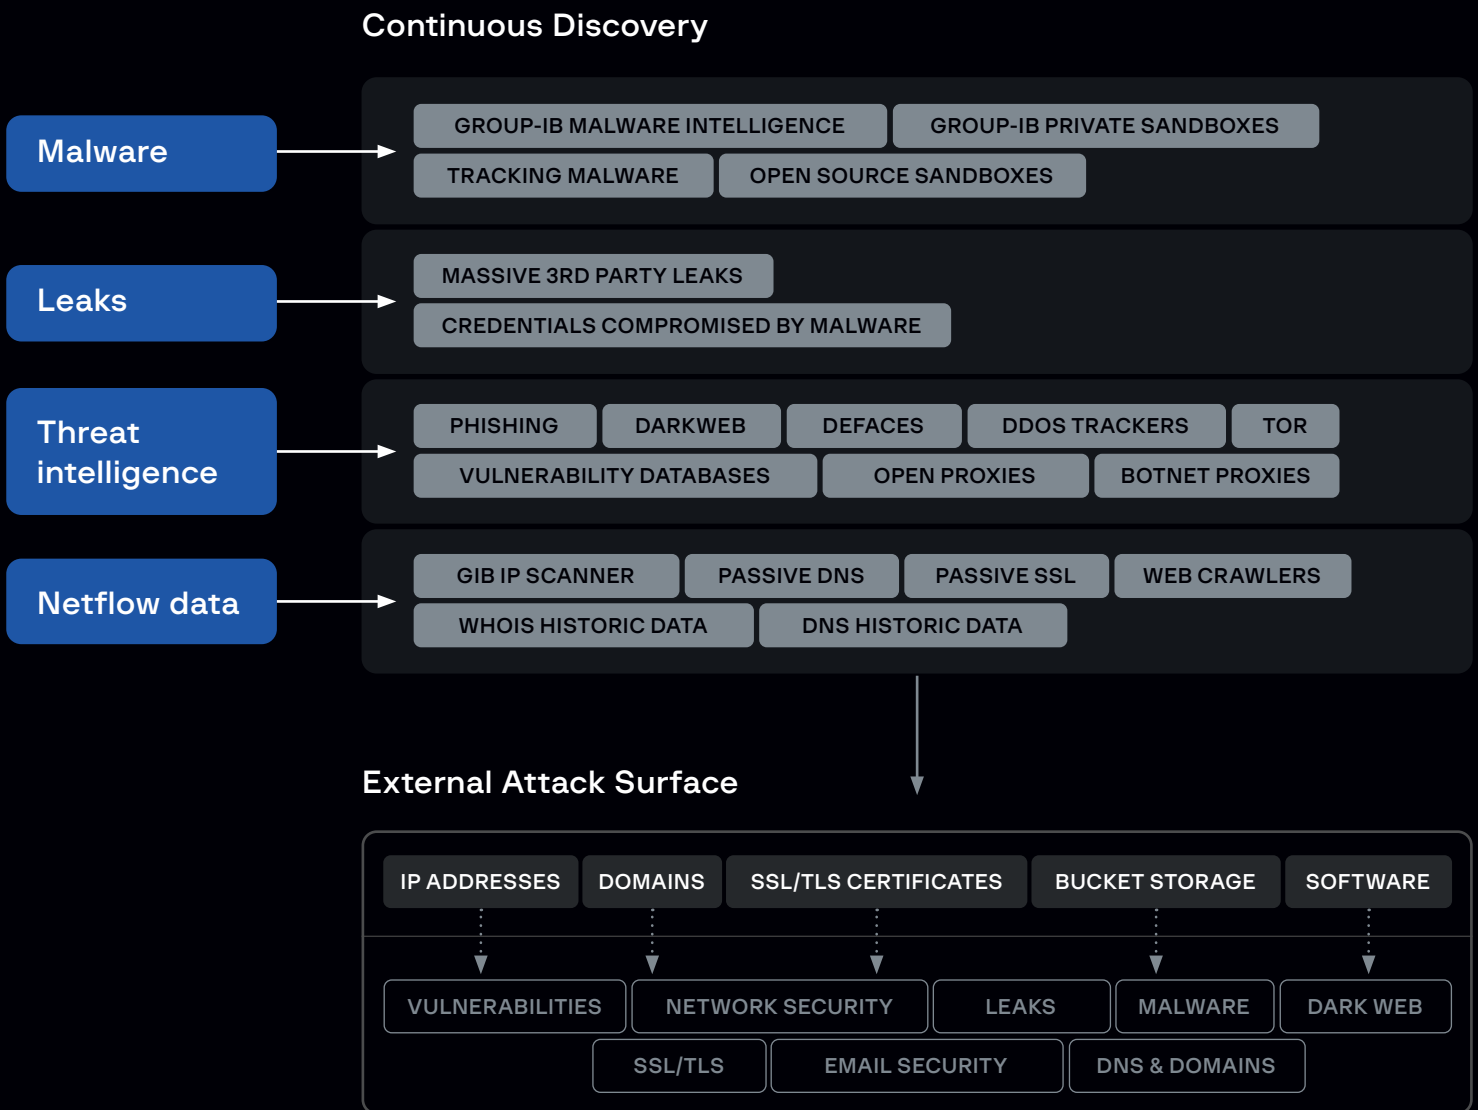 Continuous Discovery
Malware
GROUP-IB MALWARE INTELLIGENCE
GROUP-IB PRIVATE SANDBOXES
TRACKING MALWARE
OPEN SOURCE SANDBOXES
Leaks
MASSIVE 3RD PARTY LEAKS
CREDENTIALS COMPROMISED BY MALWARE
Threat
intelligence
PHISHING
DARKWEB
DEFACES
DDOS TRACKERS
TOR
VULNERABILITY DATABASES
OPEN PROXIES
BOTNET PROXIES
Netflow data
GIB IP SCANNER
PASSIVE DNS
PASSIVE SSL
WEB CRAWLERS
WHOIS HISTORIC DATA
DNS HISTORIC DATA
External Attack Surface
IP ADDRESSES
DOMAINS
SSL/TLS CERTIFICATES
BUCKET STORAGE
SOFTWARE
VULNERABILITIES
NETWORK SECURITY
LEAKS
MALWARE
DARK WEB
SSL/TLS
EMAIL SECURITY
DNS & DOMAINS